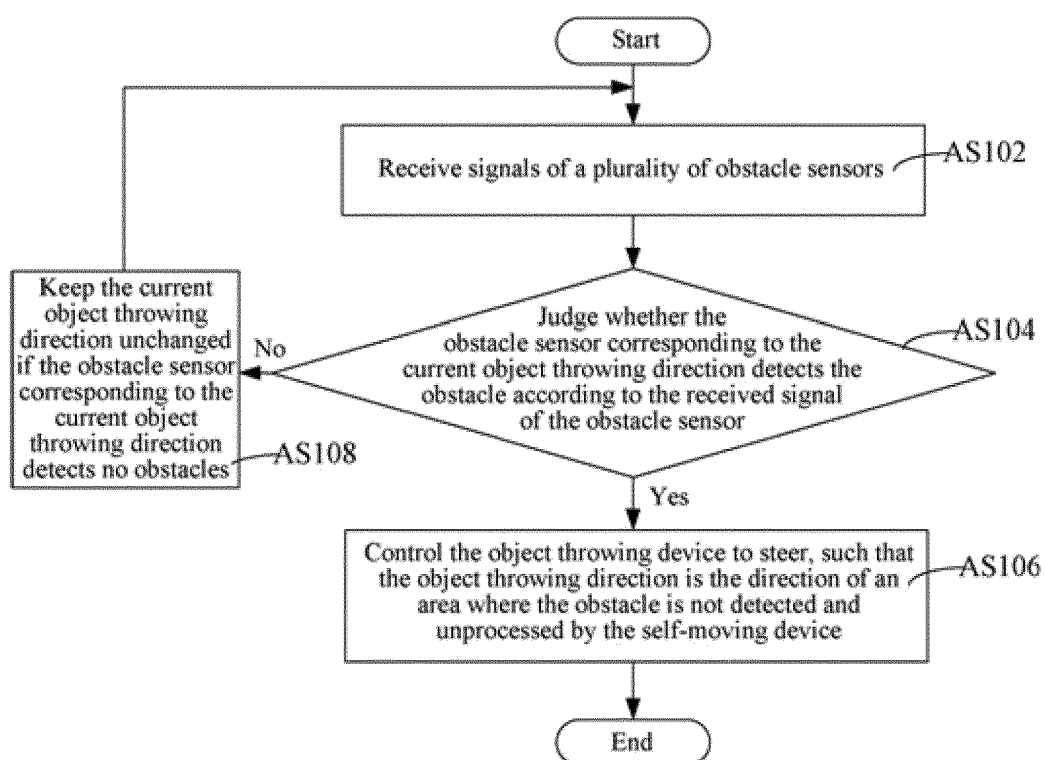 Start
Receive signals of a plurality of obstacle sensors
AS102
Judge whether the
obstacle sensor corresponding to the
current object throwing direction detects the
obstacle according to the received signal
of the obstacle sensor
AS104
No
Keep the current
object throwing
direction unchanged
if the obstacle sensor
corresponding to the
current object
throwing direction
detects no obstacles
AS108
Yes
Control the object throwing device to steer, such that
the object throwing direction is the direction of an
area where the obstacle is not detected and
unprocessed by the self-moving device
AS106
End